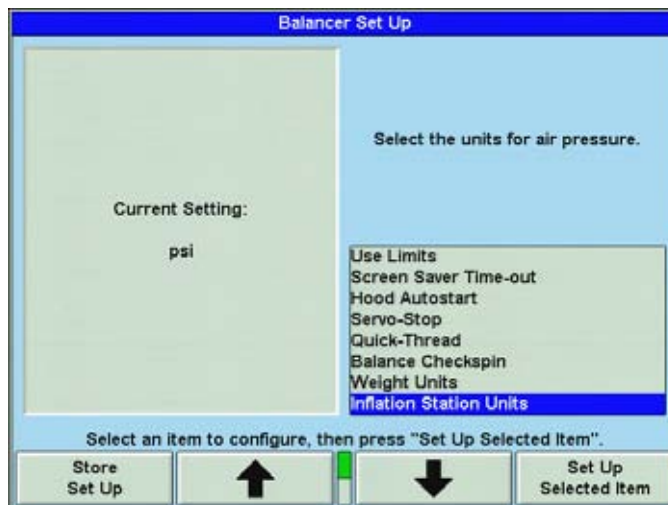 Balancer Set Up
Select the units for air pressure.
Current Setting:
psi
Use Limits
Screen Saver Time-out
Hood Autostart
Servo-Stop
Quick-Thread
Balance Checkspin
Weight Units
Inflation Station Units
Select an item to configure, then press "Set Up Selected Item".
Store
Set Up
Set Up
Selected Item